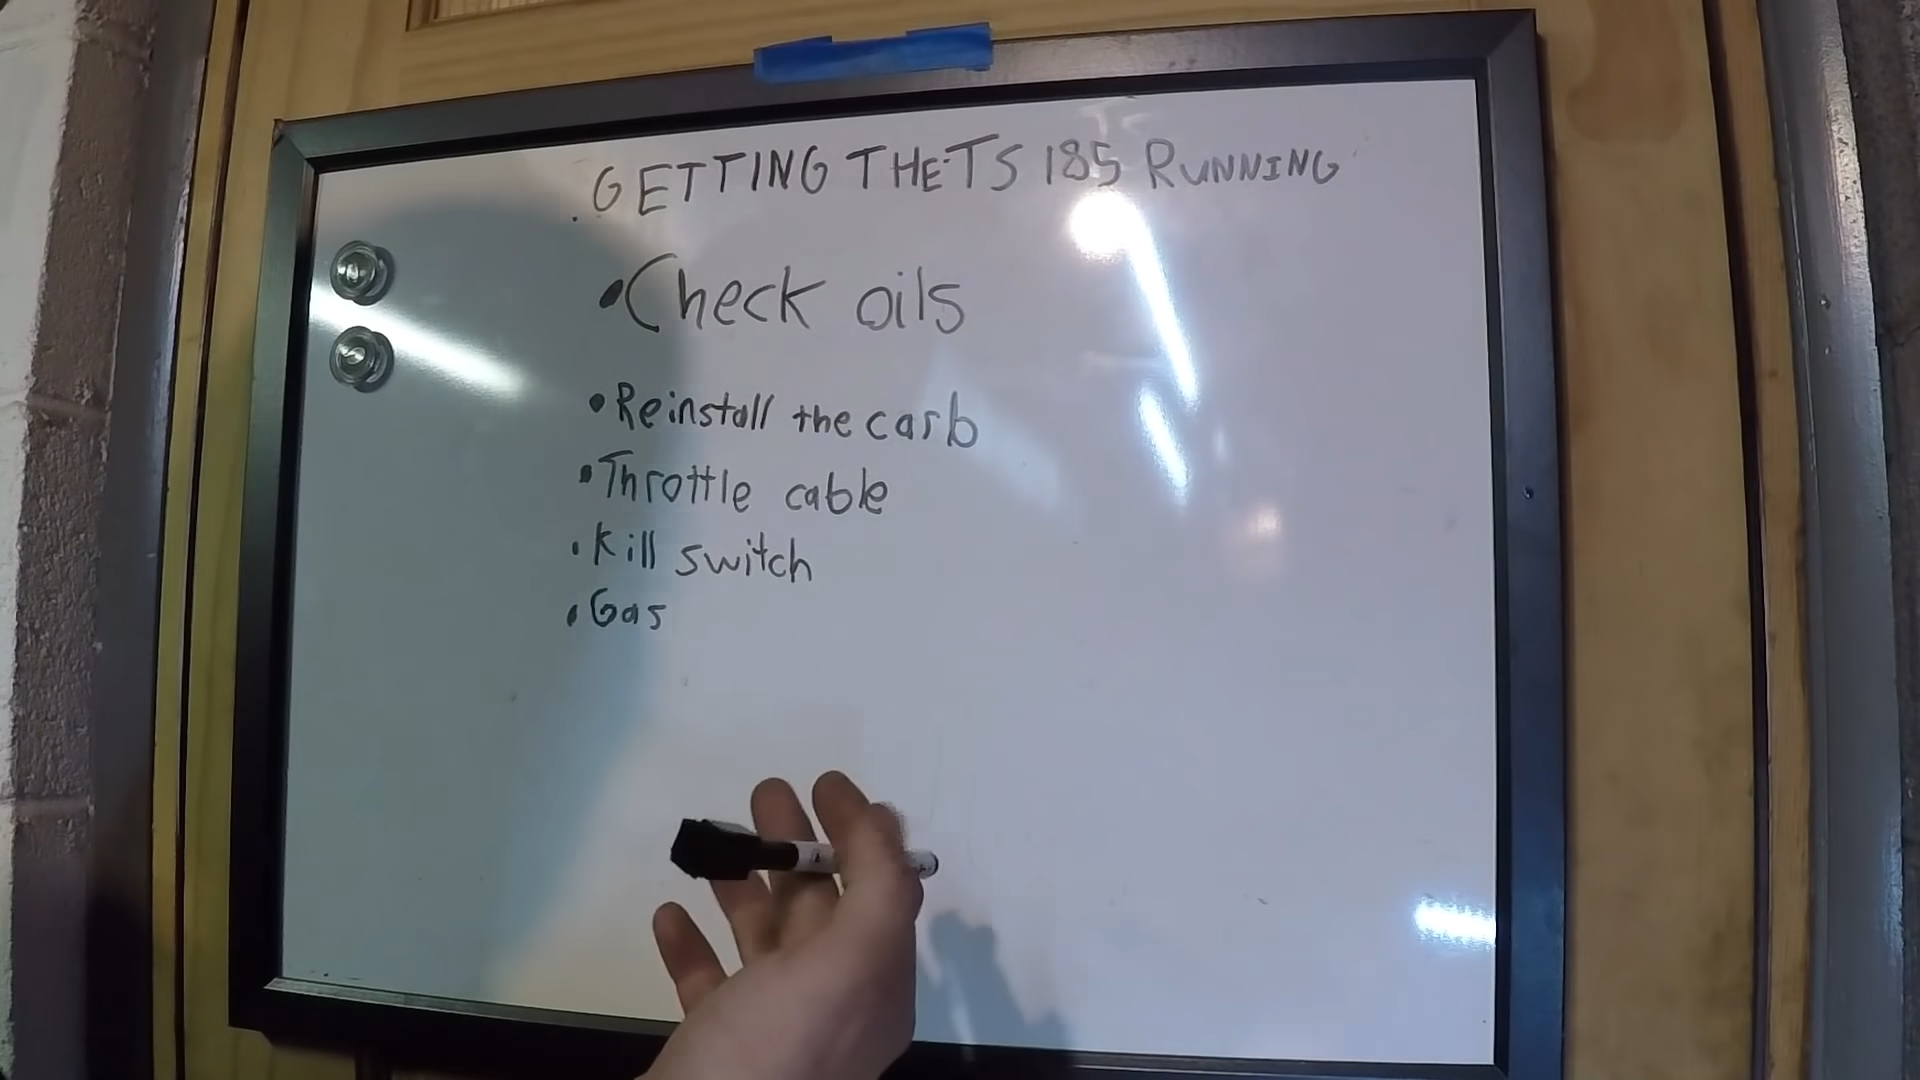 GETTING THE TS 185 RUNNING
• Check oils
• Reinstall the carb
• Throttle cable
• Kill switch
• Gas